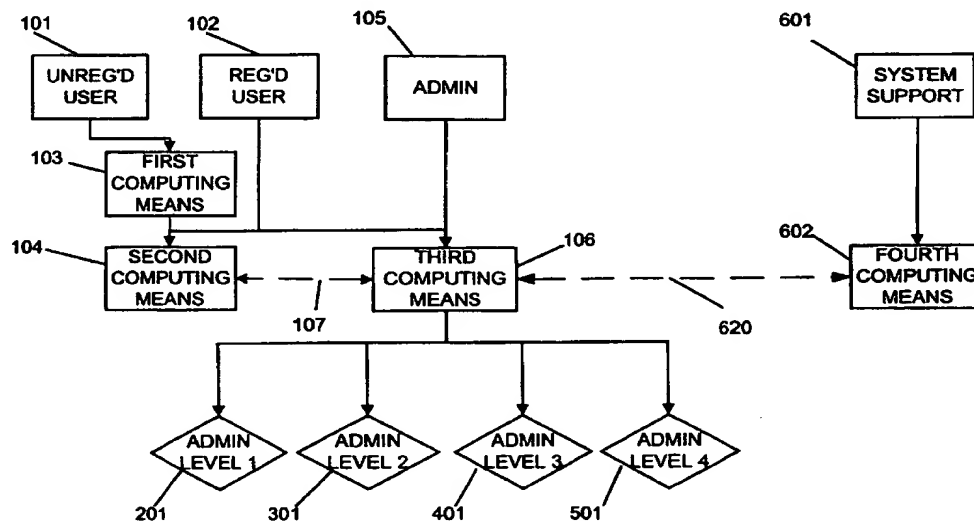 101
102
105
601
UNREG'D
USER
REG'D
USER
ADMIN
SYSTEM
SUPPORT
103
FIRST
COMPUTING
MEANS
104
SECOND
COMPUTING
MEANS
107
THIRD
COMPUTING
MEANS
106
620
602
FOURTH
COMPUTING
MEANS
ADMIN
LEVEL 1
ADMIN
LEVEL 2
ADMIN
LEVEL 3
ADMIN
LEVEL 4
201
301
401
501